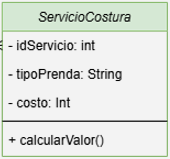 ServicioCostura
- idServicio: int
- tipoPrenda: String
- costo: Int
+ calcularValor()